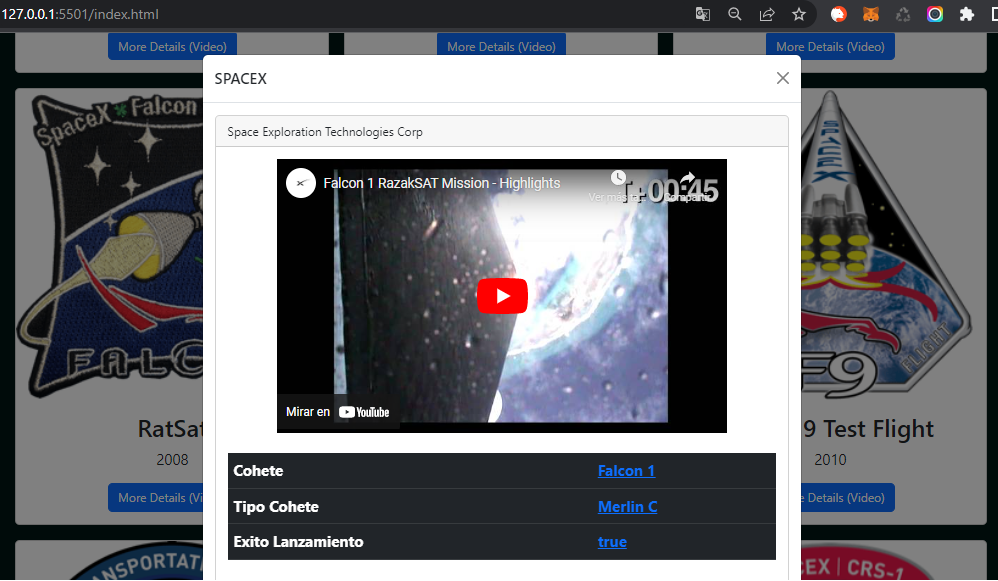 127.0.0.1:5501/index.html
More Details (Video)
More Details (Video)
More Details (Video)
SPACEX
Space Exploration Technologies Corp
Falcon 1 RazakSAT Mission - Highlights
T+00:45
Ver más
Compartir
Mirar en YouTube
Cohete Falcon 1
Tipo Cohete Merlin C
Exito Lanzamiento true
SpaceX Falcon
FALCO
RatSat
2008
More Details (Vi
SPACEX
F9
FLIGHT
9 Test Flight
2010
e Details (Video)
TRANSPORTAT
EX | CRS-1